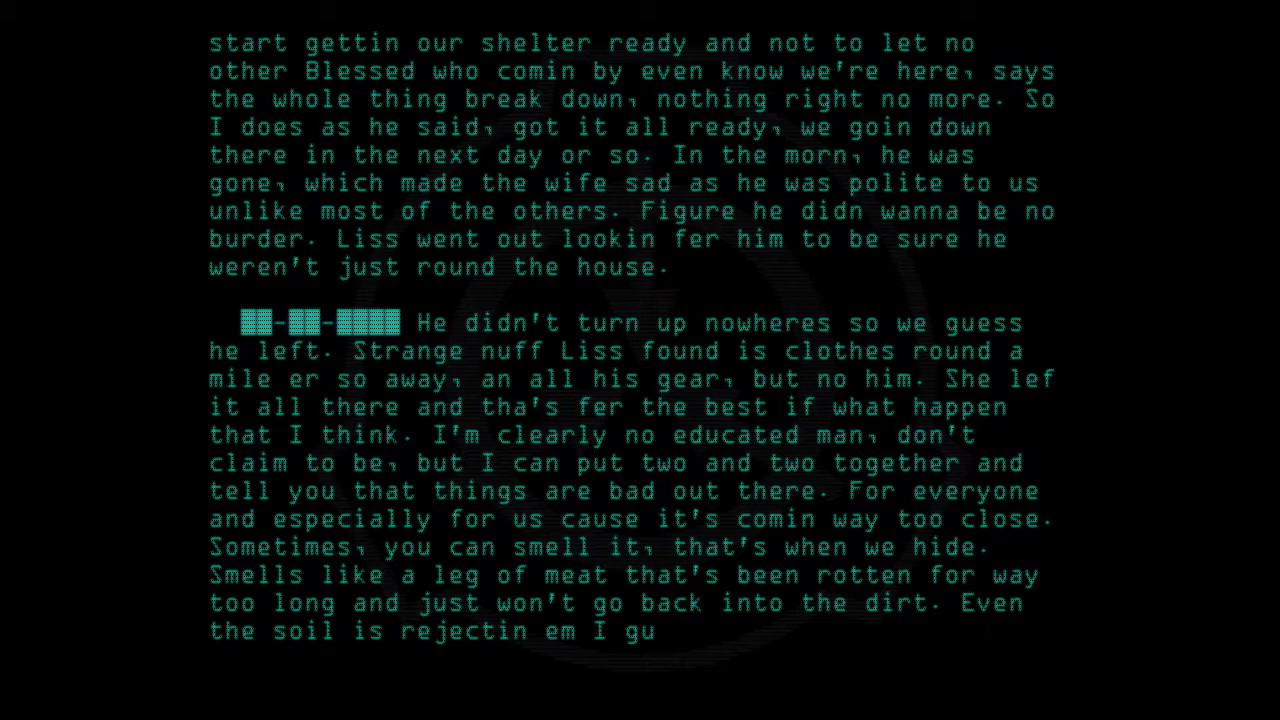 start gettin our shelter ready and not to let no
other Blessed who comin by even know we're here, says
the whole thing break down, nothing right no more. So
I does as he said, got it all ready, we goin down
there in the next day or so. In the morn, he was
gone, which made the wife sad as he was polite to us
unlike most of the others. Figure he didn wanna be no
burder. Liss went out lookin fer him to be sure he
weren't just round the house.
▓▓-▓▓-▓▓▓▓ He didn't turn up nowheres so we guess
he left. Strange nuff Liss found is clothes round a
mile er so away, an all his gear, but no him. She lef
it all there and tha's fer the best if what happen
that I think. I'm clearly no educated man, don't
claim to be, but I can put two and two together and
tell you that things are bad out there. For everyone
and especially for us cause it's comin way too close.
Sometimes, you can smell it, that's when we hide.
Smells like a leg of meat that's been rotten for way
too long and just won't go back into the dirt. Even
the soil is rejectin em I gu